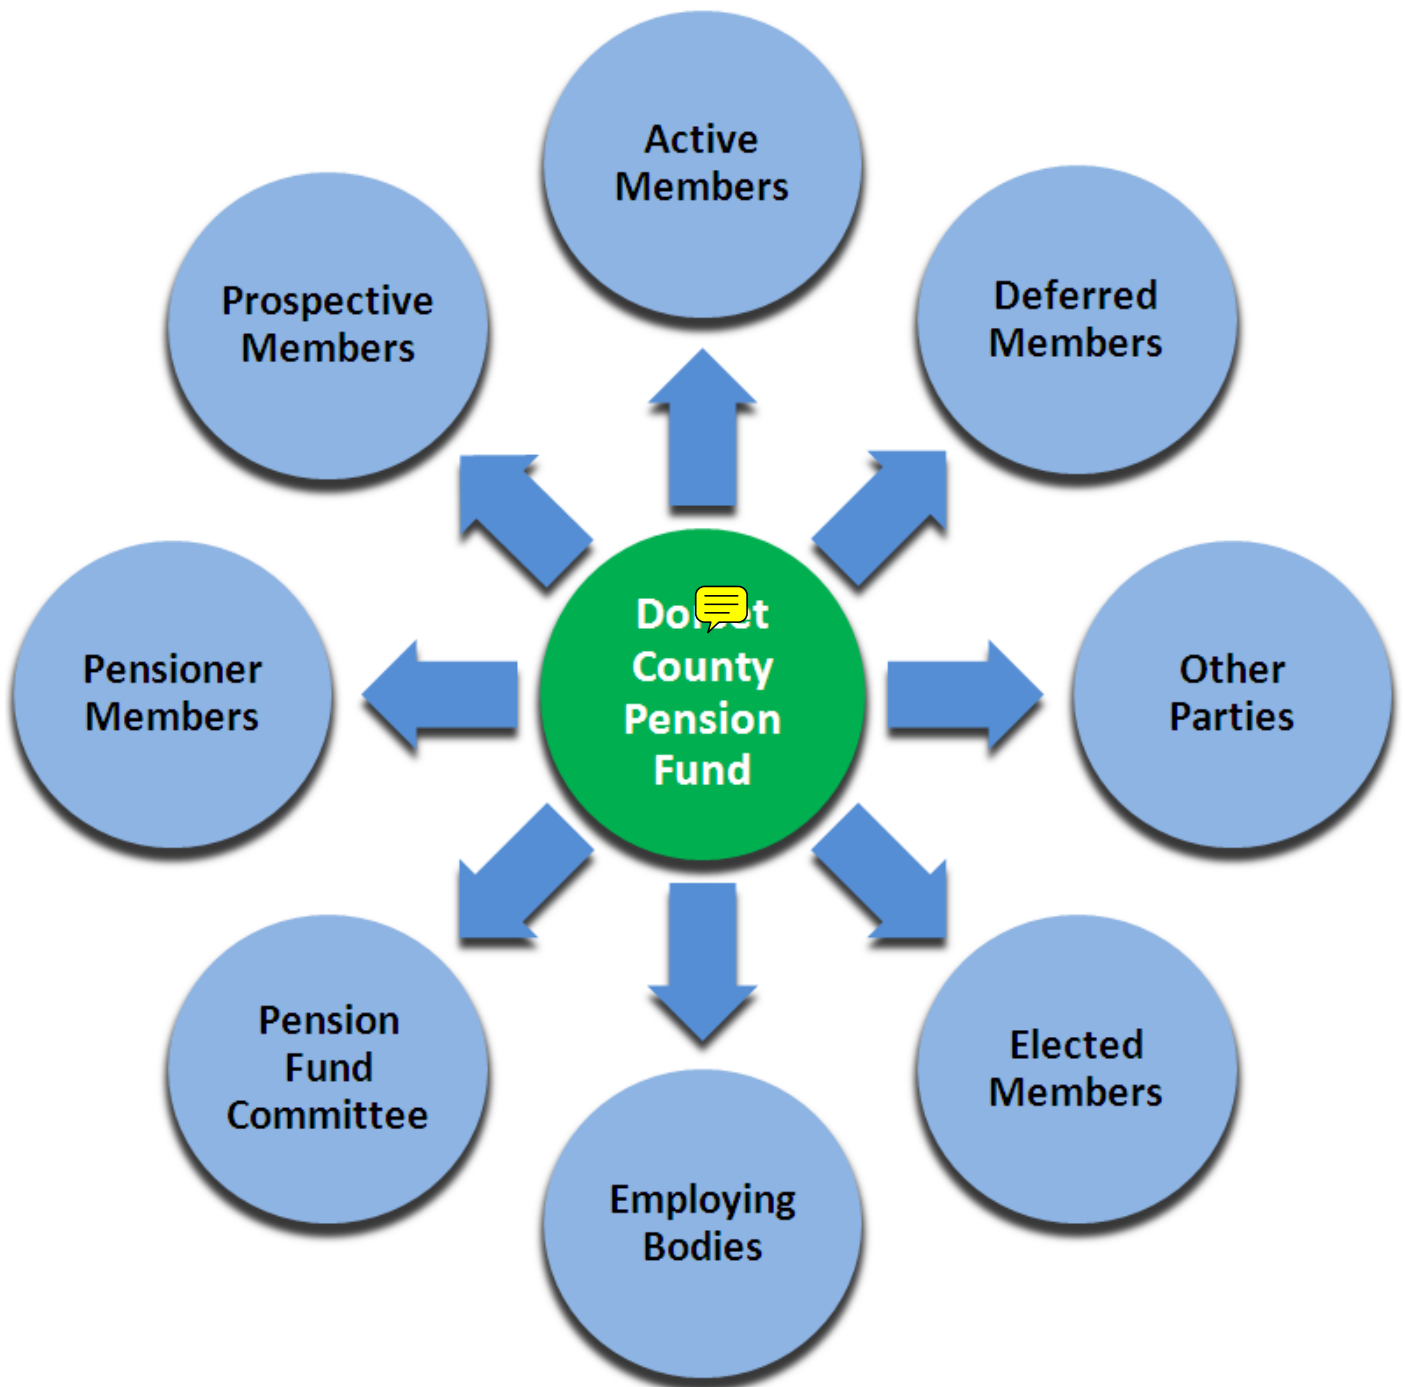 Active
Members
Deferred
Members
Other
Parties
Elected
Members
Employing
Bodies
Pension
Fund
Committee
Pensioner
Members
Prospective
Members
County
Pension
Fund